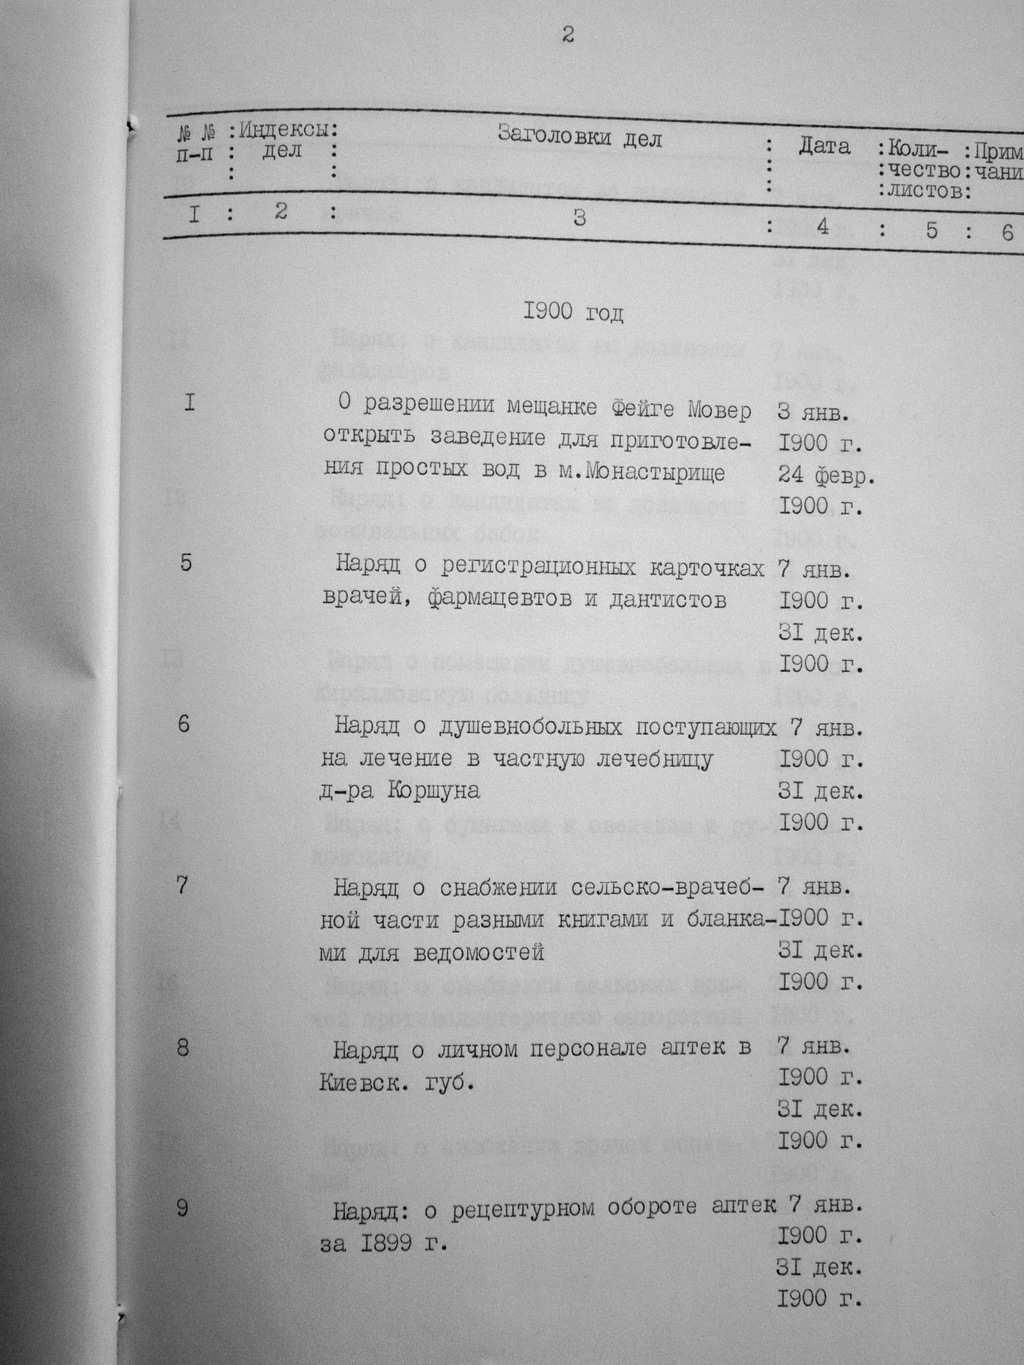 2
№ № :Индексы: Заголовки дел : Дата :Коли- :Прим
п-п : дел : : :чество:чани
: : : :листов:
I : 2 : 3 : 4 : 5 : 6
I900 год
I О разрешении мещанке Фейге Мовер 3 янв.
открыть заведение для приготовле- I900 г.
ния простых вод в м.Монастырище 24 февр.
I900 г.
5 Наряд о регистрационных карточках 7 янв.
врачей, фармацевтов и дантистов I900 г.
3I дек.
I900 г.
6 Наряд о душевнобольных поступающих 7 янв.
на лечение в частную лечебницу I900 г.
д-ра Коршуна 3I дек.
I900 г.
7 Наряд о снабжении сельско-врачеб- 7 янв.
ной части разными книгами и бланка-I900 г.
ми для ведомостей 3I дек.
I900 г.
8 Наряд о личном персонале аптек в 7 янв.
Киевск. губ. I900 г.
3I дек.
I900 г.
9 Наряд: о рецептурном обороте аптек 7 янв.
за I899 г. I900 г.
3I дек.
I900 г.